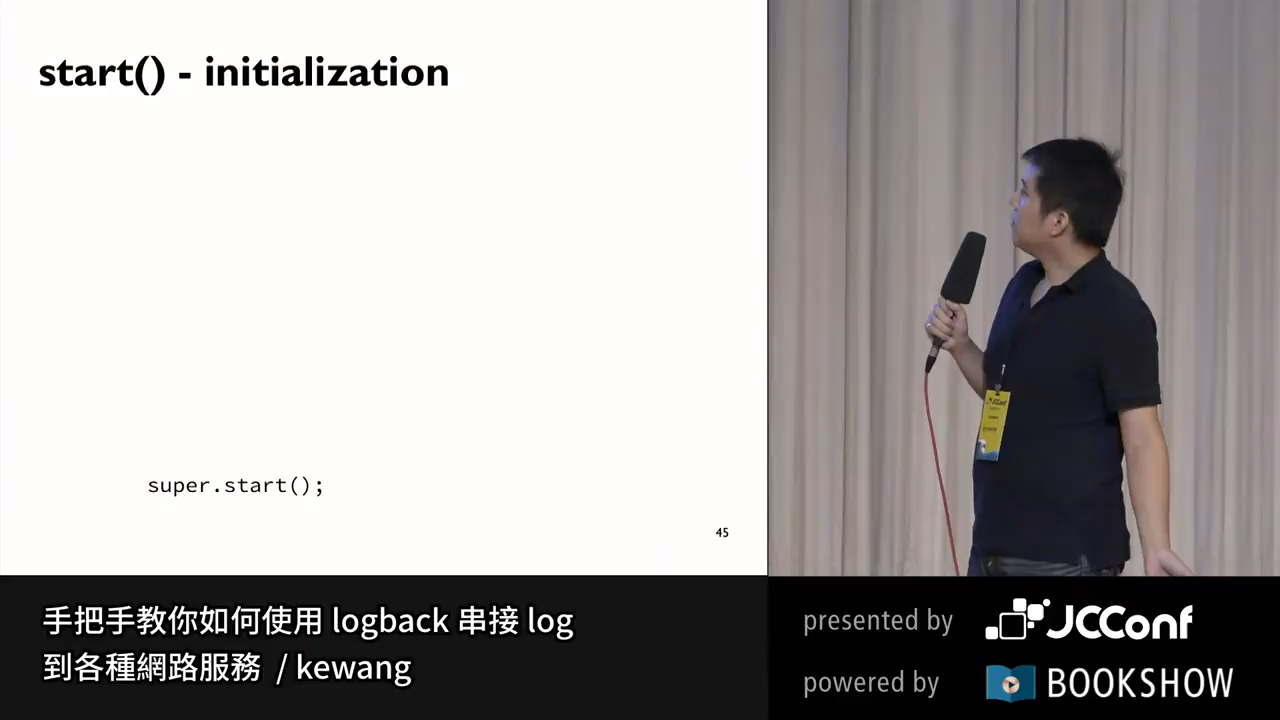 start() - initialization
super.start();
45
手把手教你如何使用 logback 串接 log
到各種網路服務 / kewang
presented by JCConf
powered by BOOKSHOW
JCConf